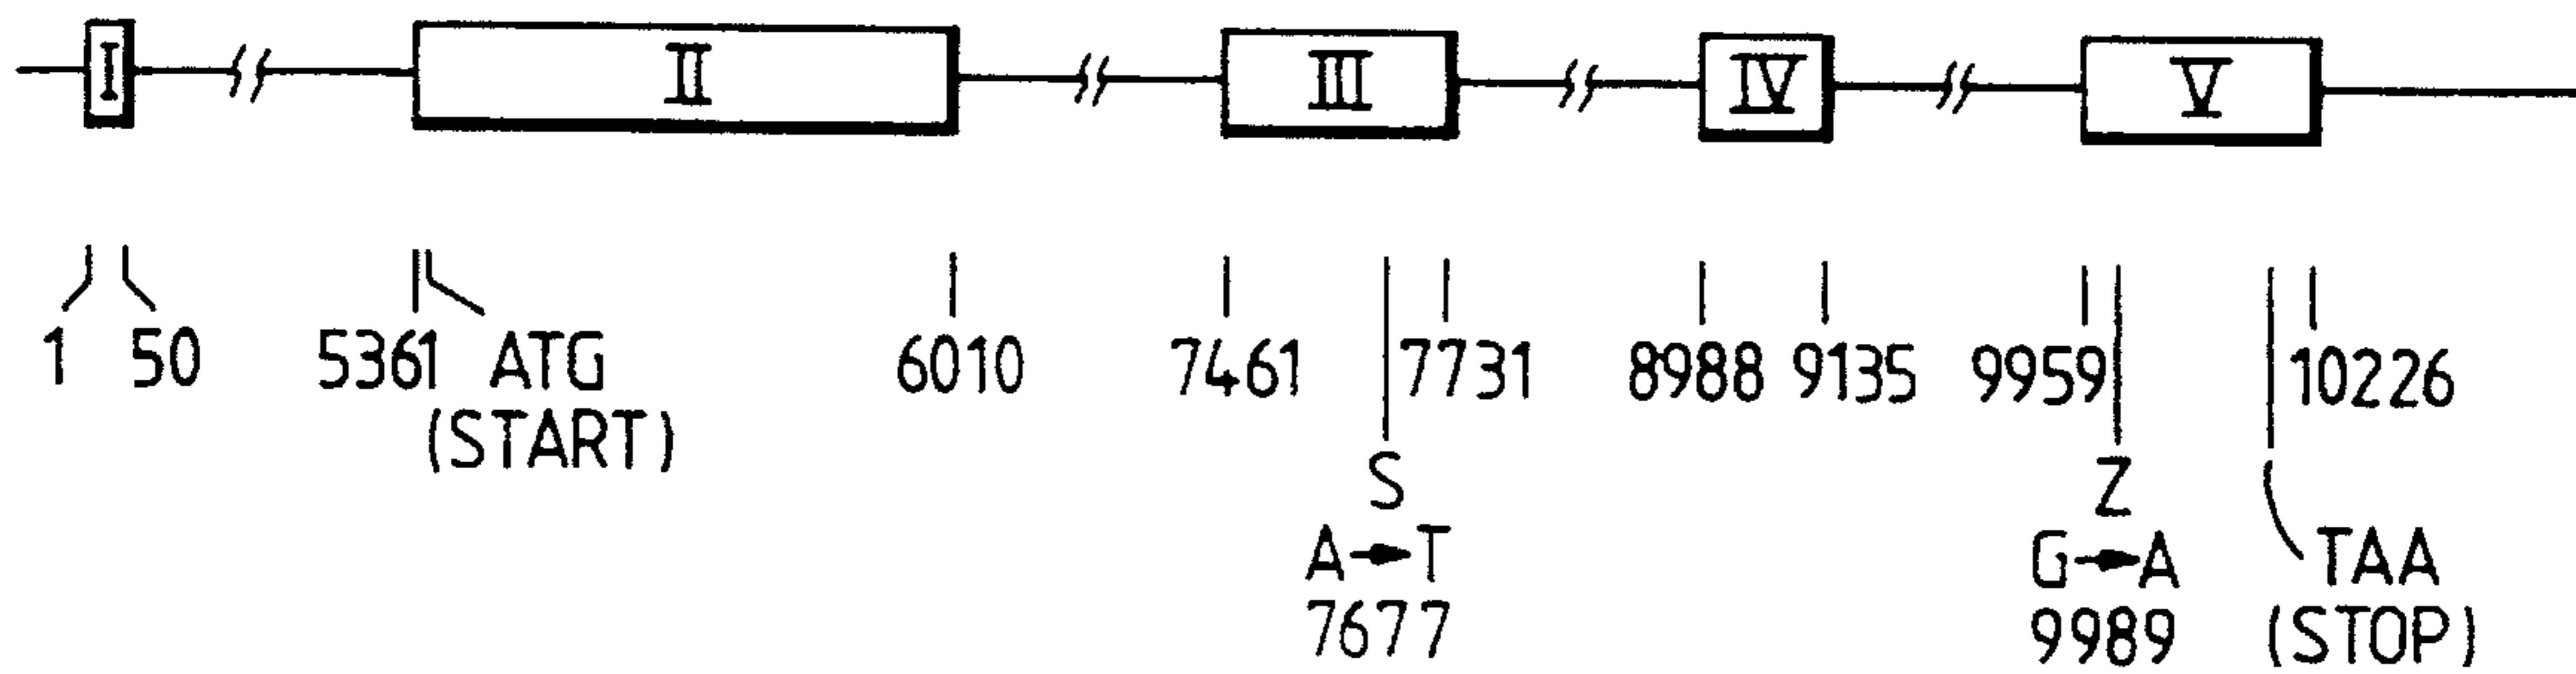 I II III IV V
1 50 5361 ATG 6010 7461 7731 8988 9135 9959 10226
(START)
S Z
A→T G→A TAA
7677 9989 (STOP)